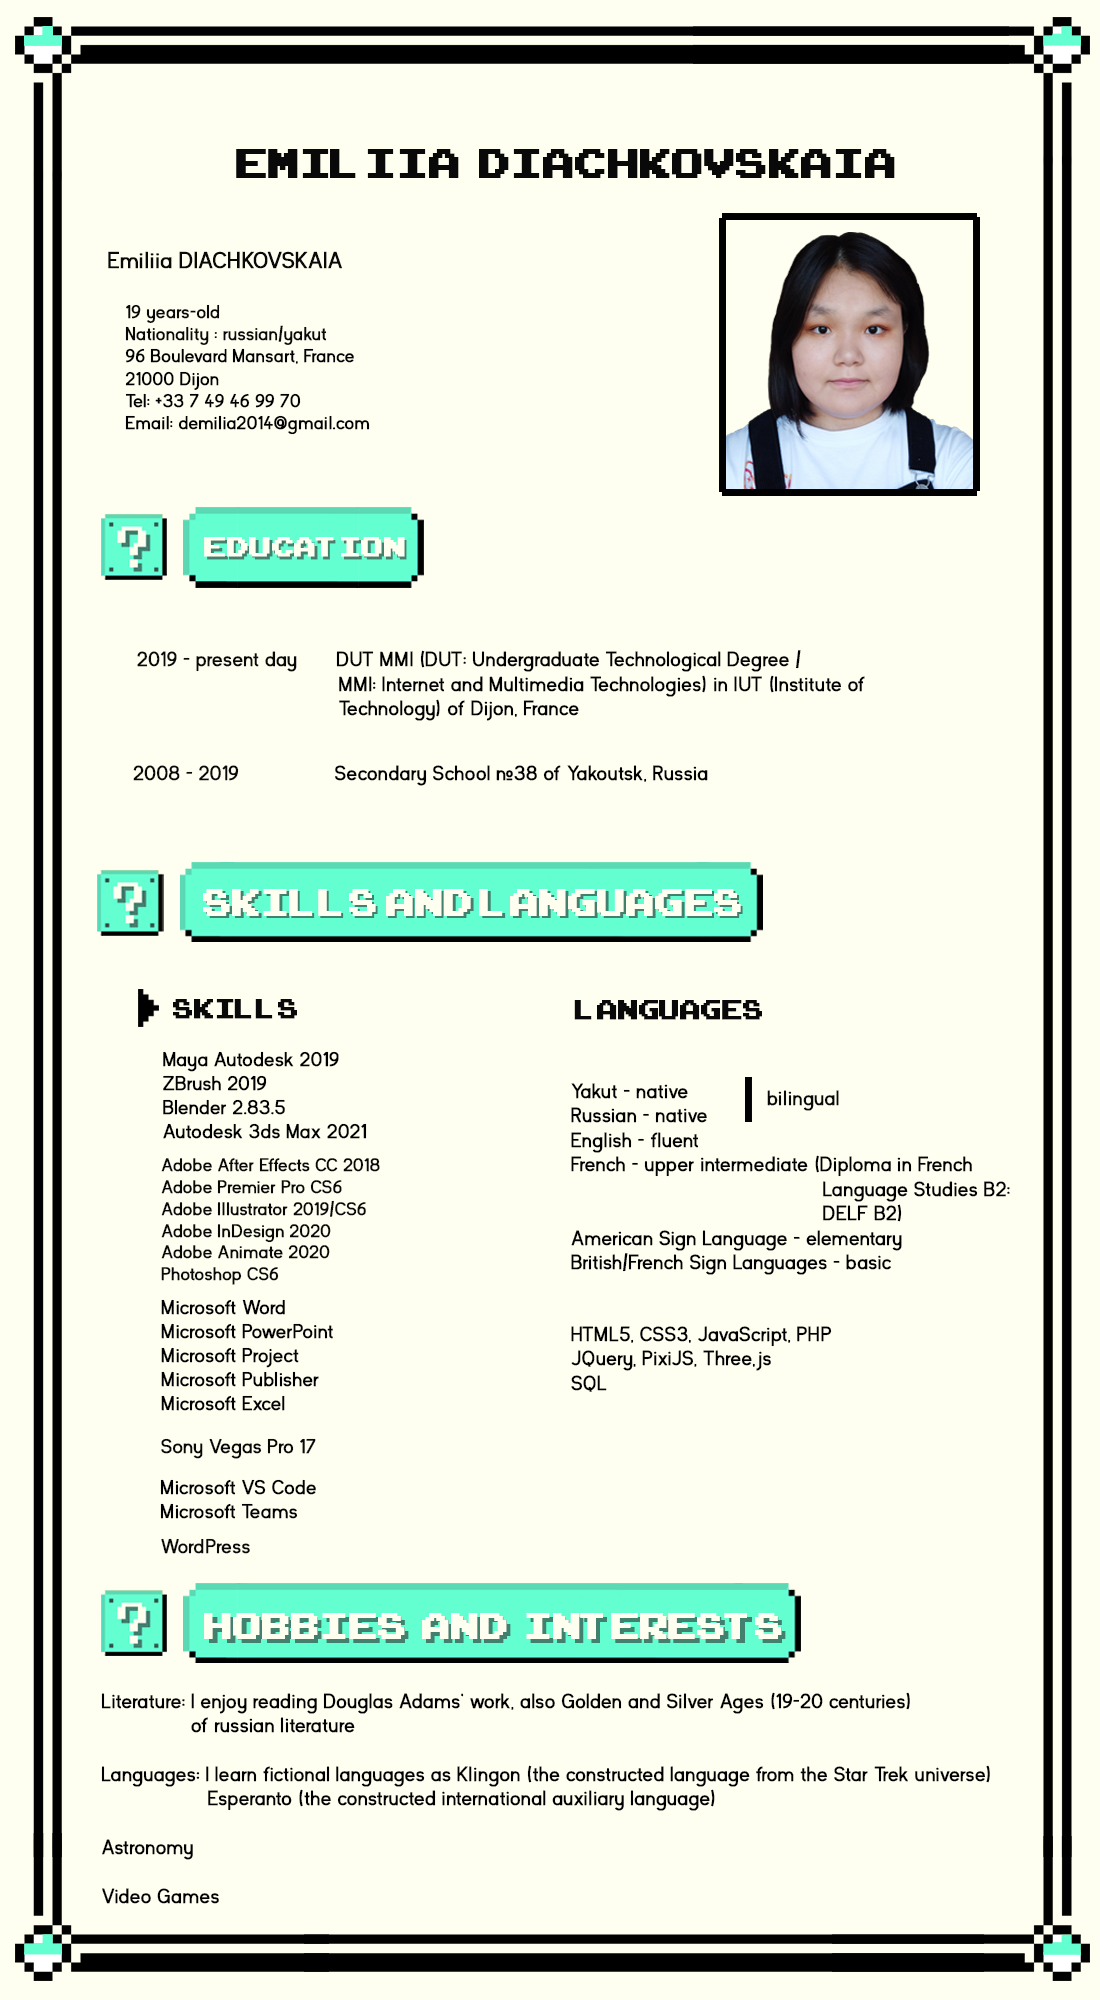 EMILIIA DIACHKOVSKAIA
Emiliia DIACHKOVSKAIA
19 years-old
Nationality : russian/yakut
96 Boulevard Mansart, France
21000 Dijon
Tel: +33 7 49 46 99 70
Email: demilia2014@gmail.com
? EDUCATION
2019 - present day DUT MMI (DUT: Undergraduate Technological Degree /
MMI: Internet and Multimedia Technologies) in IUT (Institute of
Technology) of Dijon, France
2008 - 2019 Secondary School №38 of Yakoutsk, Russia
? SKILLS AND LANGUAGES
SKILLS
Maya Autodesk 2019
ZBrush 2019
Blender 2.83.5
Autodesk 3ds Max 2021
Adobe After Effects CC 2018
Adobe Premier Pro CS6
Adobe Illustrator 2019/CS6
Adobe InDesign 2020
Adobe Animate 2020
Photoshop CS6
Microsoft Word
Microsoft PowerPoint
Microsoft Project
Microsoft Publisher
Microsoft Excel
Sony Vegas Pro 17
Microsoft VS Code
Microsoft Teams
WordPress
LANGUAGES
Yakut - native
Russian - native
bilingual
English - fluent
French - upper intermediate (Diploma in French
Language Studies B2:
DELF B2)
American Sign Language - elementary
British/French Sign Languages - basic
HTML5, CSS3, JavaScript, PHP
JQuery, PixiJS, Three.js
SQL
? HOBBIES AND INTERESTS
Literature: I enjoy reading Douglas Adams' work, also Golden and Silver Ages (19-20 centuries)
of russian literature
Languages: I learn fictional languages as Klingon (the constructed language from the Star Trek universe)
Esperanto (the constructed international auxiliary language)
Astronomy
Video Games